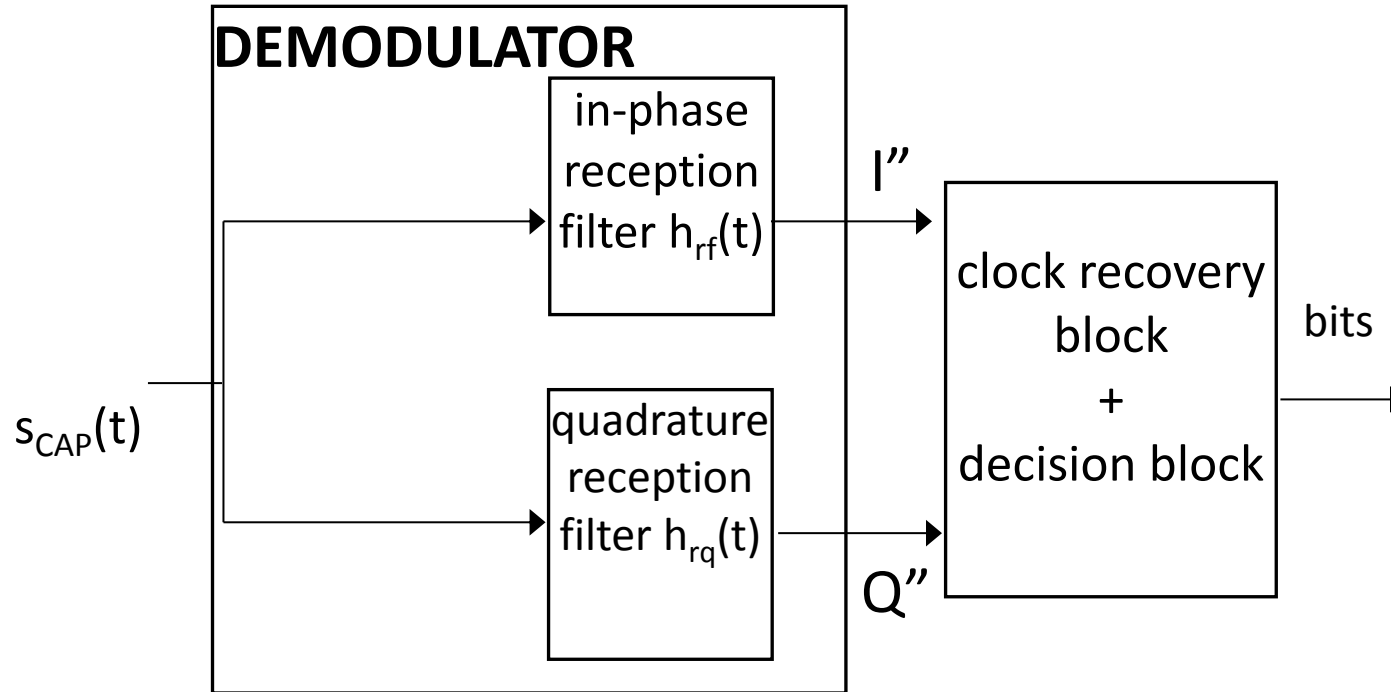 DEMODULATOR
in-phase
reception
filter h_rf(t)
I”
clock recovery
block
+
decision block
bits
s_CAP(t)
quadrature
reception
filter h_rq(t)
Q”